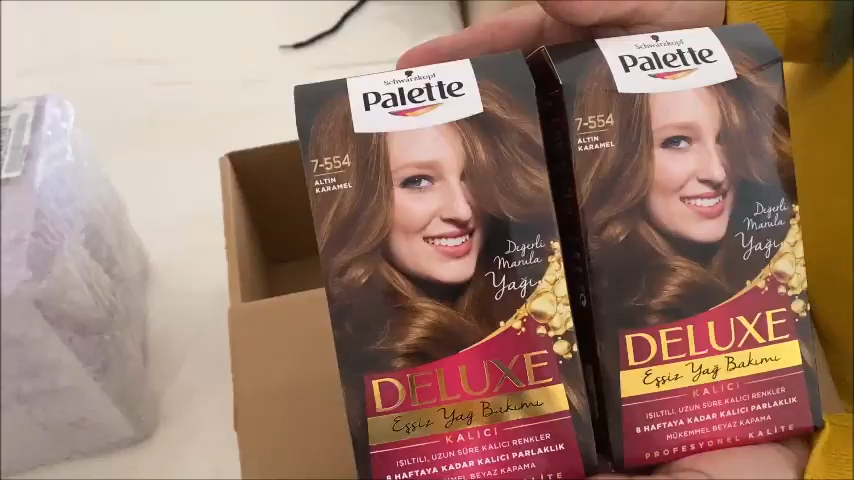 Schwarzkopf
Palette
7-554
ALTIN
KARAMEL
Değerli
Marula
Yağı
DELUXE
Eşsiz Yağ Bakımı
KALICI
IŞILTILI, UZUN SÜRE KALICI RENKLER
8 HAFTAYA KADAR KALICI PARLAKLIK
MÜKEMMEL BEYAZ KAPAMA
Schwarzkopf
Palette
7-554
ALTIN
KARAMEL
Değerli
Marula
Yağı
DELUXE
Eşsiz Yağ Bakımı
KALICI
IŞILTILI, UZUN SÜRE KALICI RENKLER
8 HAFTAYA KADAR KALICI PARLAKLIK
MÜKEMMEL BEYAZ KAPAMA
PROFESYONEL KALİTE